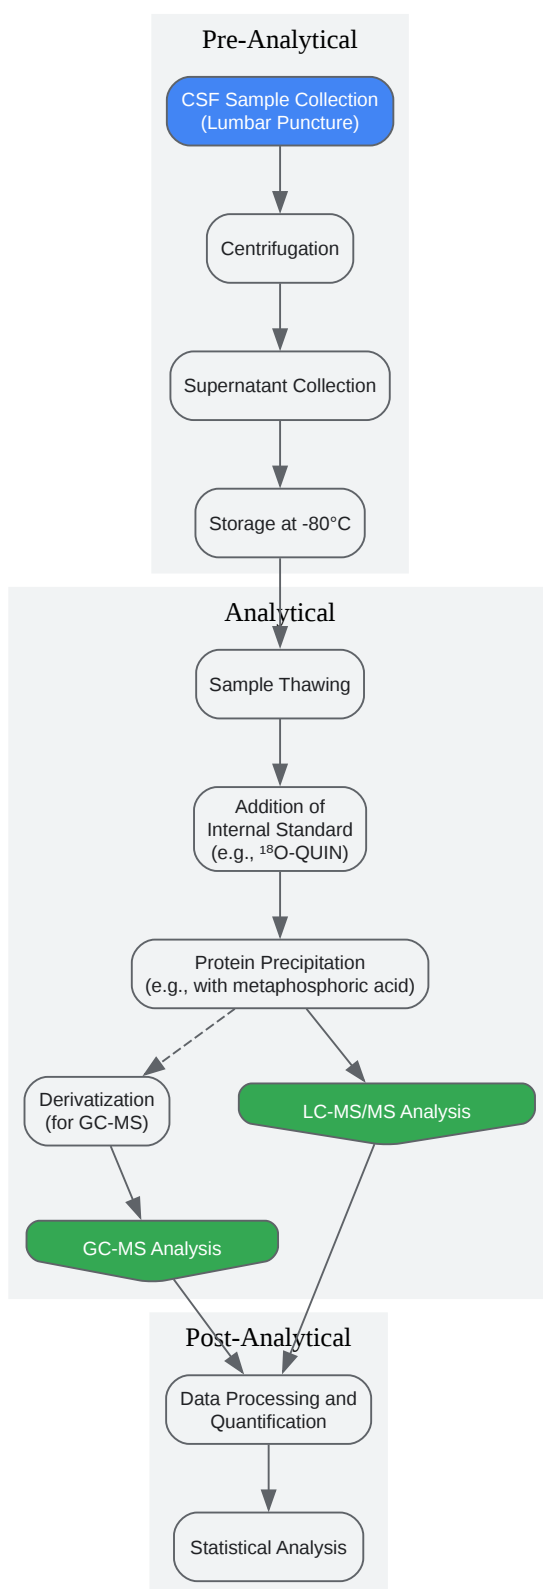 Pre-Analytical
CSF Sample Collection
(Lumbar Puncture)
Centrifugation
Supernatant Collection
Storage at -80°C
Analytical
Sample Thawing
Addition of
Internal Standard
(e.g., ¹⁸O-QUIN)
Protein Precipitation
(e.g., with metaphosphoric acid)
Derivatization
(for GC-MS)
LC-MS/MS Analysis
GC-MS Analysis
Post-Analytical
Data Processing and
Quantification
Statistical Analysis